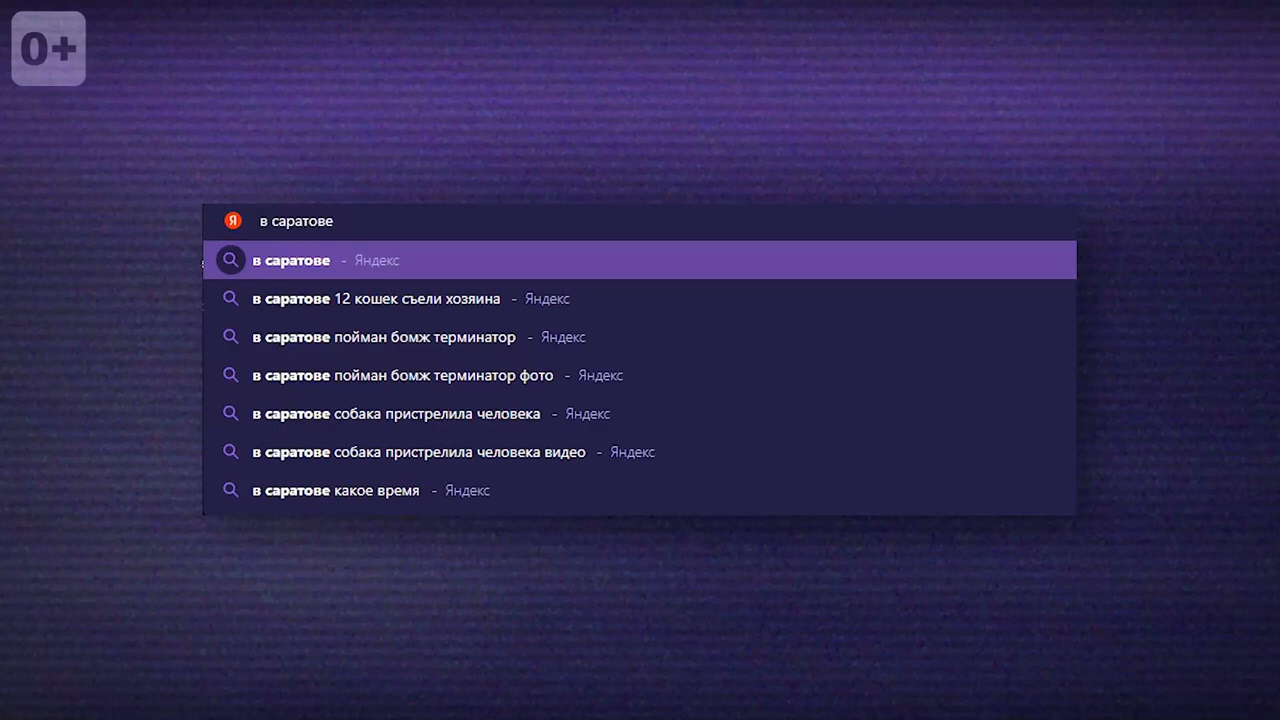 0+
Я в саратове
в саратове - Яндекс
в саратове 12 кошек съели хозяина - Яндекс
в саратове пойман бомж терминатор - Яндекс
в саратове пойман бомж терминатор фото - Яндекс
в саратове собака пристрелила человека - Яндекс
в саратове собака пристрелила человека видео - Яндекс
в саратове какое время - Яндекс